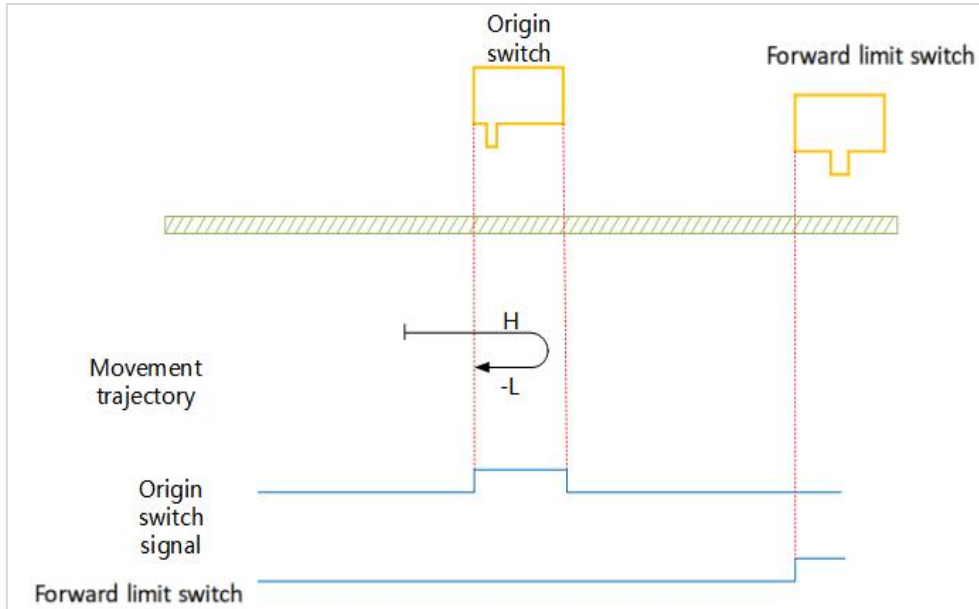 Origin
switch
Forward limit switch
H
Movement
trajectory
-L
Origin
switch
signal
Forward limit switch